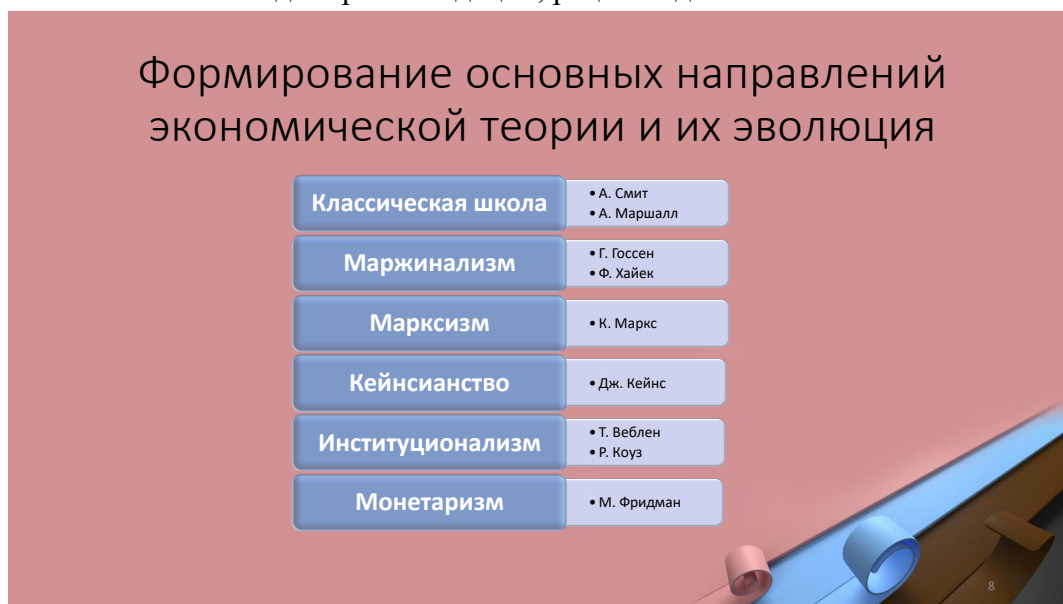 Формирование основных направлений
экономической теории и их эволюция
Классическая школа
• А. Смит
• А. Маршалл
Маржинализм
• Г. Госсен
• Ф. Хайек
Марксизм
• К. Маркс
Кейнсианство
• Дж. Кейнс
Институционализм
• Т. Веблен
• Р. Коуз
Монетаризм
• М. Фридман
8